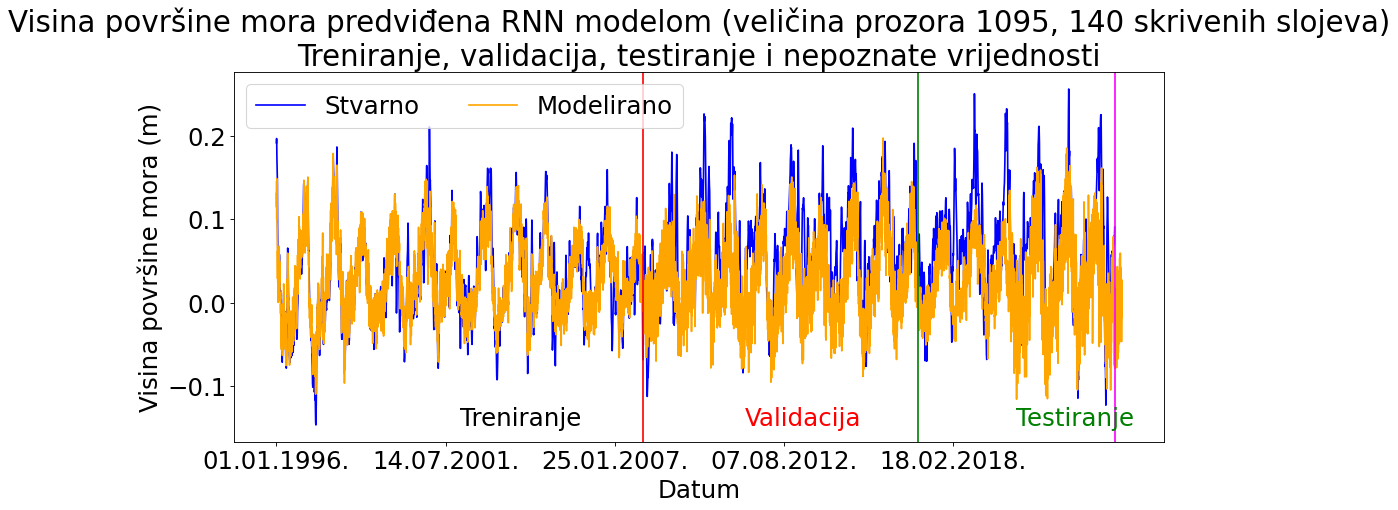 Visina površine mora predviđena RNN modelom (veličina prozora 1095, 140 skrivenih slojeva)
Treniranje, validacija, testiranje i nepoznate vrijednosti
Stvarno Modelirano
Visina površine mora (m)
0.2
0.1
0.0
−0.1
Treniranje Validacija Testiranje
01.01.1996. 14.07.2001. 25.01.2007. 07.08.2012. 18.02.2018.
Datum